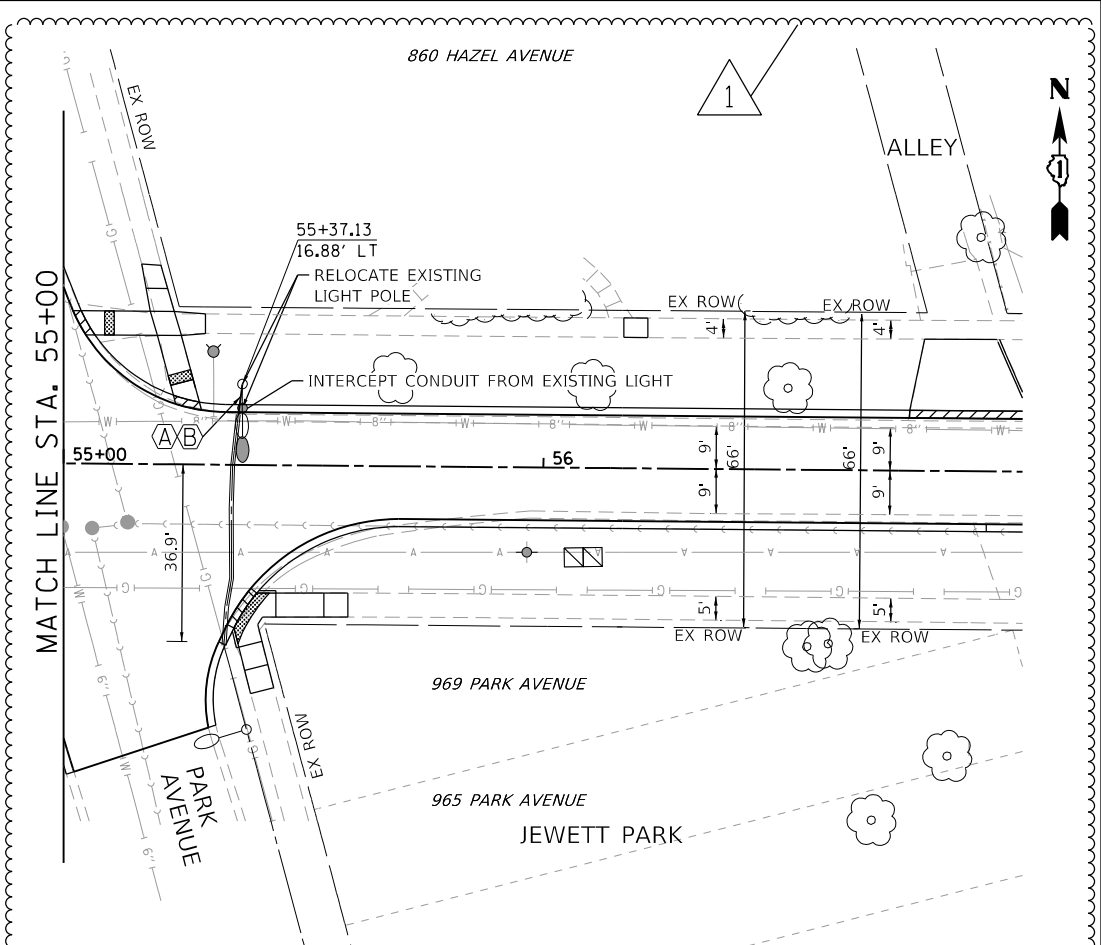 860 HAZEL AVENUE
1
N
1
EX ROW
ALLEY
55+37.13
16.88' LT
RELOCATE EXISTING
LIGHT POLE
EX ROW
EX ROW
4'
4'
G
INTERCEPT CONDUIT FROM EXISTING LIGHT
W
8"
W
8"
W
8"
W
8"
W
8"
W
A
B
55+00
56
9'
66'
66'
9'
9'
9'
MATCH LINE STA. 55+00
36.9'
A
A
A
A
A
A
A
A
A
A
A
G
G
G
G
G
G
G
W
5'
5'
EX ROW
EX ROW
969 PARK AVENUE
6"
EX ROW
W
PARK
AVENUE
6"
965 PARK AVENUE
JEWETT PARK